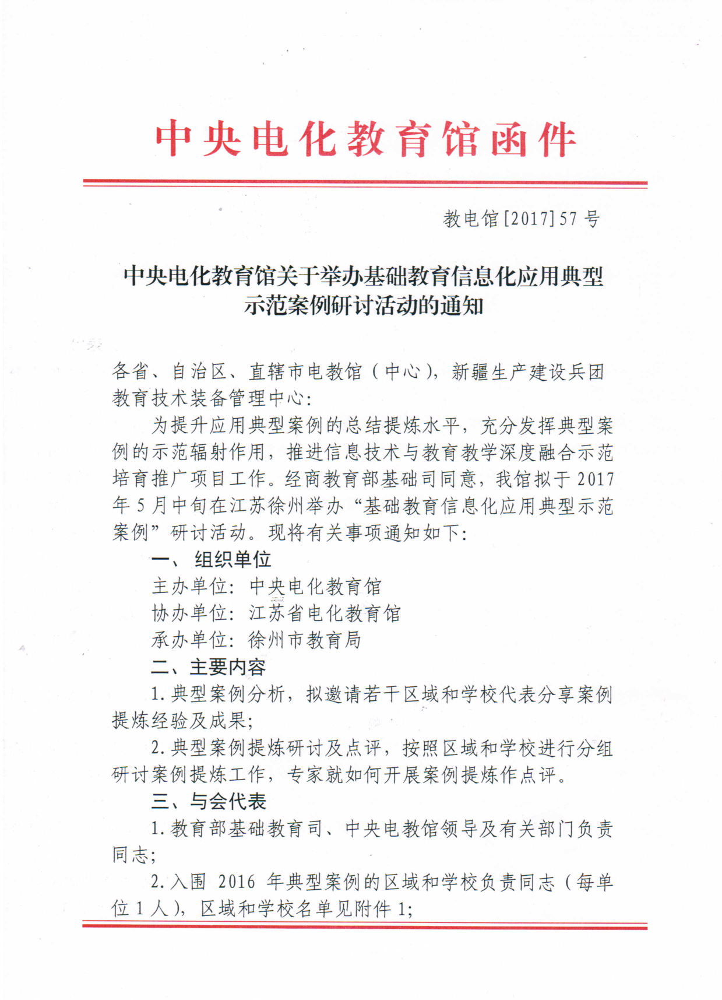 中央电化教育馆函件
教电馆[2017]57 号
中央电化教育馆关于举办基础教育信息化应用典型
示范案例研讨活动的通知
各省、自治区、直辖市电教馆（中心），新疆生产建设兵团
教育技术装备管理中心：
为提升应用典型案例的总结提炼水平，充分发挥典型案
例的示范辐射作用，推进信息技术与教育教学深度融合示范
培育推广项目工作。经商教育部基础司同意，我馆拟于 2017
年 5 月中旬在江苏徐州举办“基础教育信息化应用典型示范
案例”研讨活动。现将有关事项通知如下：
一、 组织单位
主办单位：中央电化教育馆
协办单位：江苏省电化教育馆
承办单位：徐州市教育局
二、主要内容
1.典型案例分析，拟邀请若干区域和学校代表分享案例
提炼经验及成果；
2.典型案例提炼研讨及点评，按照区域和学校进行分组
研讨案例提炼工作，专家就如何开展案例提炼作点评。
三、与会代表
1.教育部基础教育司、中央电教馆领导及有关部门负责
同志；
2.入围 2016 年典型案例的区域和学校负责同志（每单
位 1 人），区域和学校名单见附件 1；